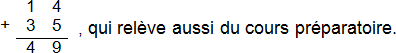 1 4
+ 3 5
4 9 , qui relève aussi du cours préparatoire.